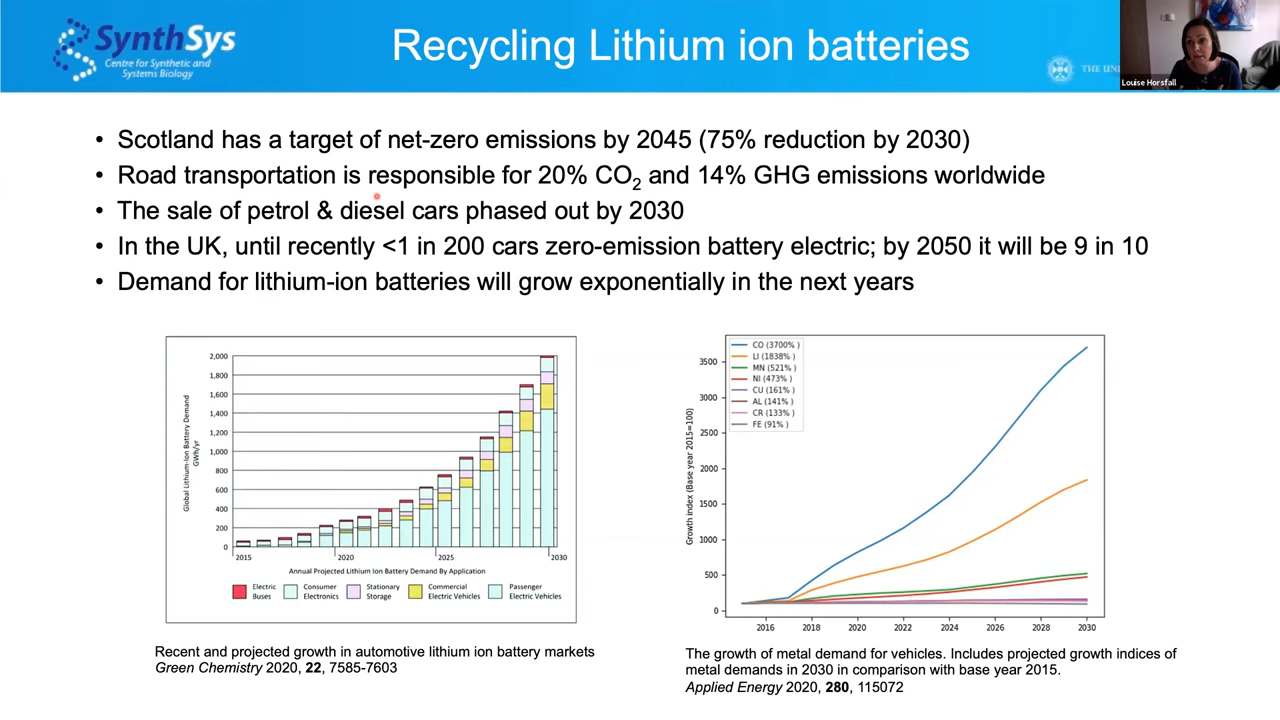 SynthSys
Centre for Synthetic and
Systems Biology
Recycling Lithium ion batteries
THE
Louise Horsfall
• Scotland has a target of net-zero emissions by 2045 (75% reduction by 2030)
• Road transportation is responsible for 20% CO2 and 14% GHG emissions worldwide
• The sale of petrol & diesel cars phased out by 2030
• In the UK, until recently <1 in 200 cars zero-emission battery electric; by 2050 it will be 9 in 10
• Demand for lithium-ion batteries will grow exponentially in the next years
Global Lithium-Ion Battery Demand
GWh/yr
2,000
1,800
1,600
1,400
1,200
1,000
800
600
400
200
0
2015
2020
2025
2030
Annual Projected Lithium Ion Battery Demand By Application
Electric
Buses
Consumer
Electronics
Stationary
Storage
Commercial
Electric Vehicles
Passenger
Electric Vehicles
Recent and projected growth in automotive lithium ion battery markets
Green Chemistry 2020, 22, 7585-7603
Growth index (Base year 2015=100)
3500
3000
2500
2000
1500
1000
500
0
CO (3700% )
LI (1838% )
MN (521% )
NI (473% )
CU (161% )
AL (141% )
CR (133% )
FE (91% )
2016
2018
2020
2022
2024
2026
2028
2030
The growth of metal demand for vehicles. Includes projected growth indices of
metal demands in 2030 in comparison with base year 2015.
Applied Energy 2020, 280, 115072